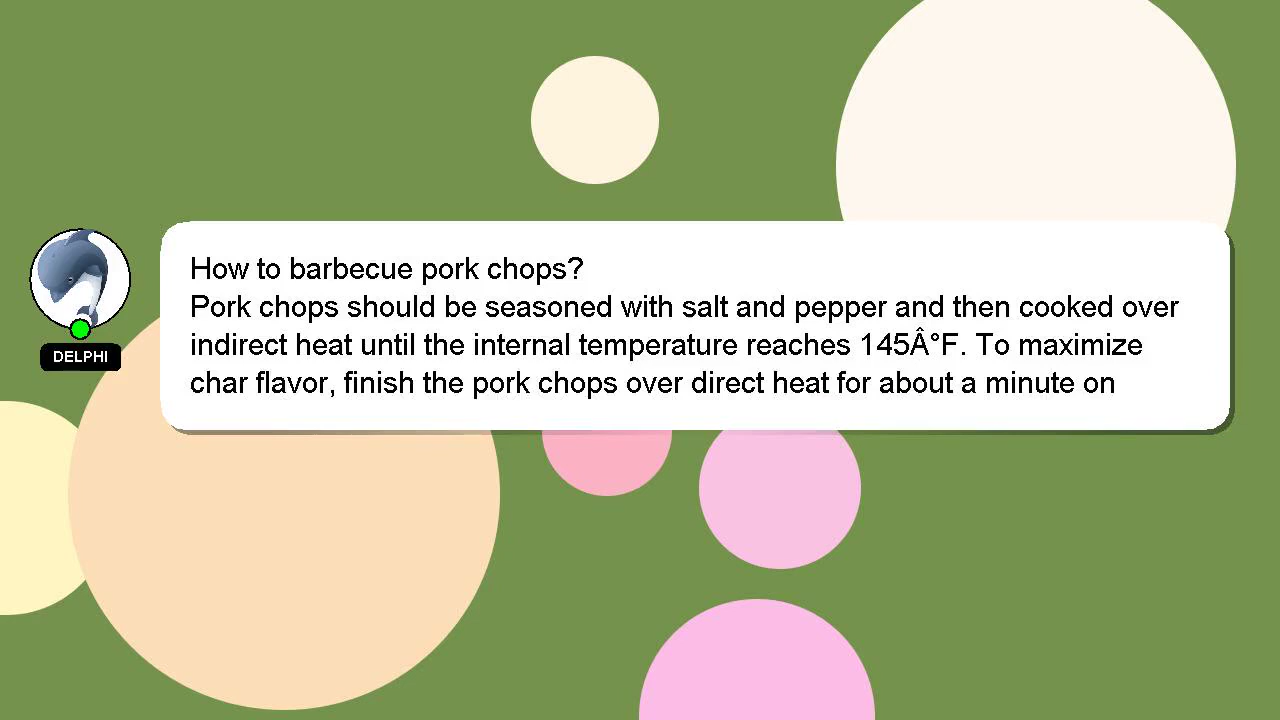 How to barbecue pork chops?
Pork chops should be seasoned with salt and pepper and then cooked over
indirect heat until the internal temperature reaches 145Â°F. To maximize
char flavor, finish the pork chops over direct heat for about a minute on
DELPHI